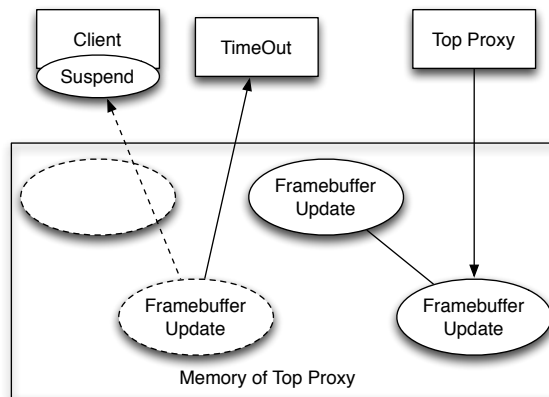 Client
Suspend
TimeOut
Top Proxy
Framebuffer
Update
Framebuffer
Update
Framebuffer
Update
Memory of Top Proxy